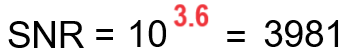 SNR = 10^3.6 = 3981